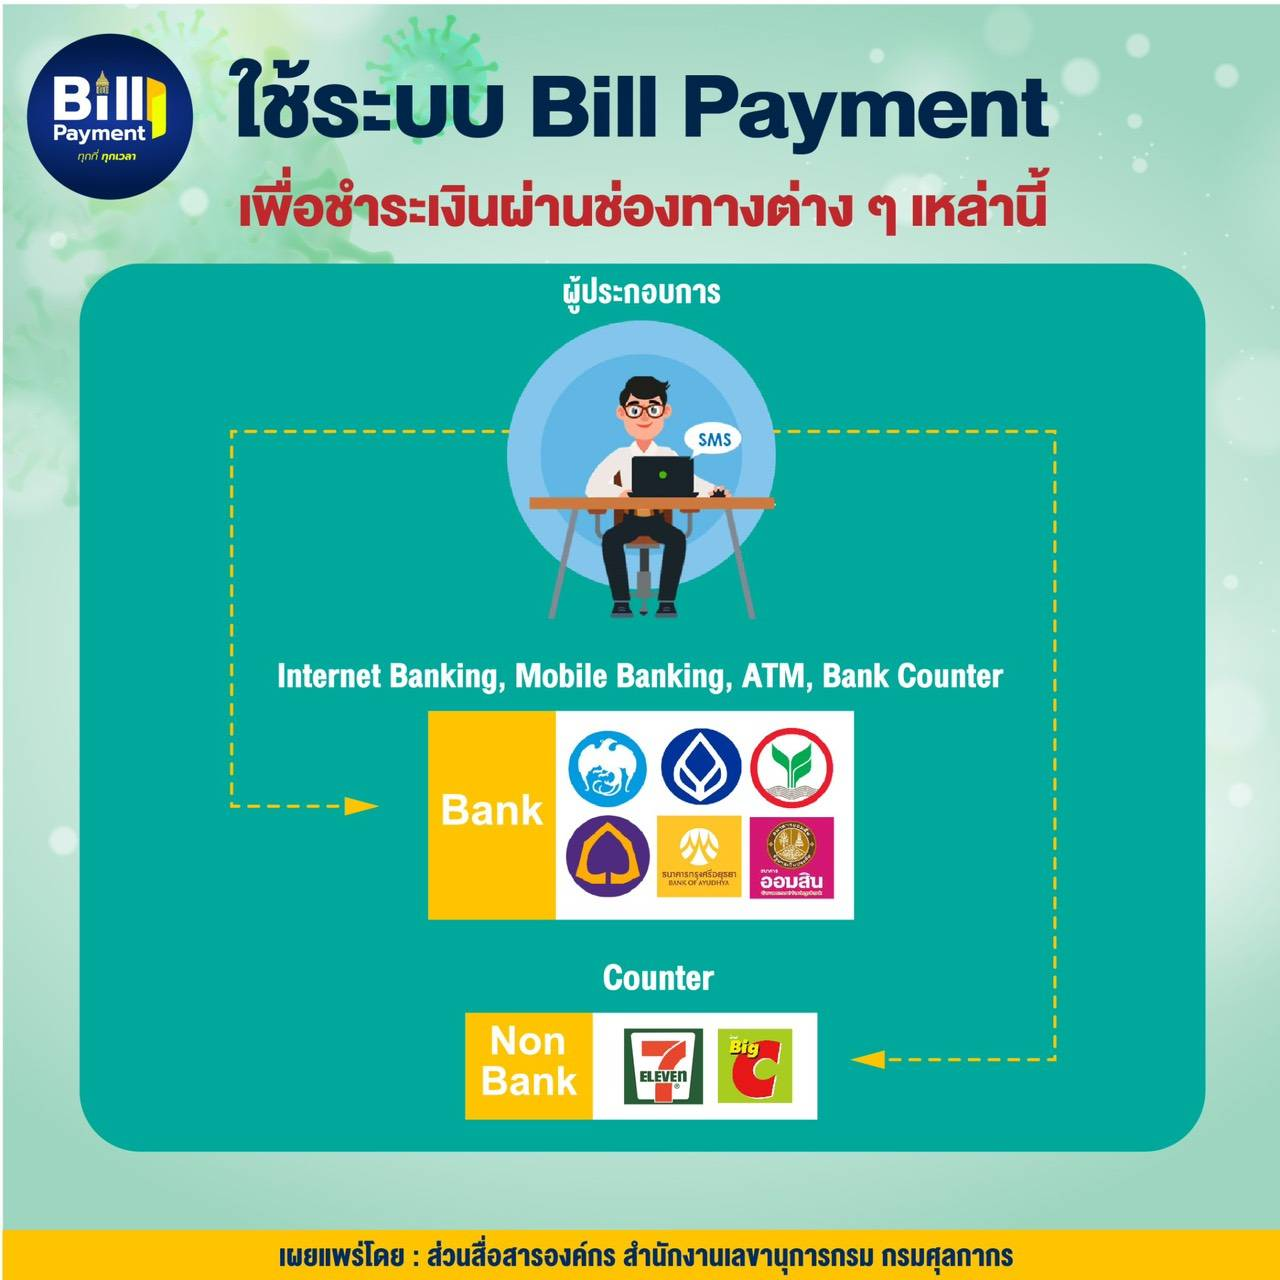 Bill
Payment
ทุกที่ ทุกเวลา
ใช้ระบบ Bill Payment
เพื่อชำระเงินผ่านช่องทางต่าง ๆ เหล่านี้
ผู้ประกอบการ
SMS
Internet Banking, Mobile Banking, ATM, Bank Counter
Bank
ธนาคารกรุงศรีอยุธยา
BANK OF AYUDHYA
ธนาคาร
ออมสิน
Counter
Non
Bank
7
ELEVEN
®
Big
C
เผยแพร่โดย : ส่วนสื่อสารองค์กร สำนักงานเลขานุการกรม กรมศุลกากร